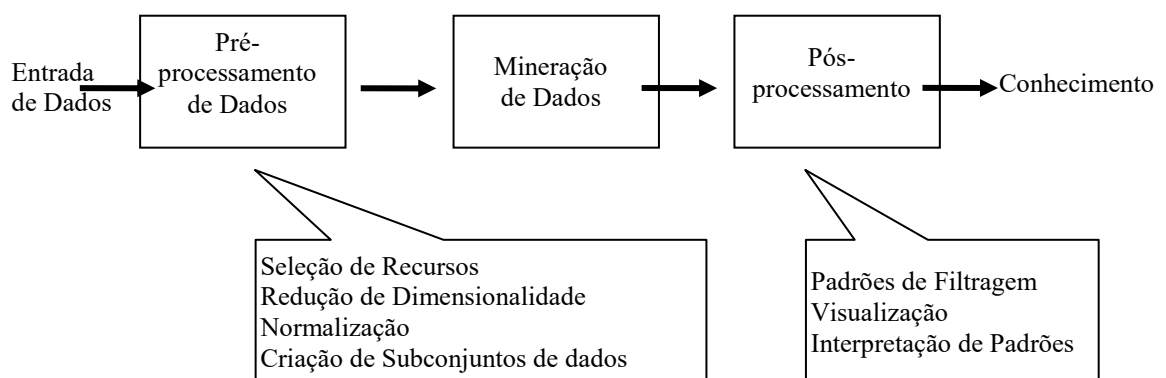 Entrada
de Dados
Pré-
processamento
de Dados
Mineração
de Dados
Pós-
processamento
Conhecimento
Seleção de Recursos
Redução de Dimensionalidade
Normalização
Criação de Subconjuntos de dados
Padrões de Filtragem
Visualização
Interpretação de Padrões